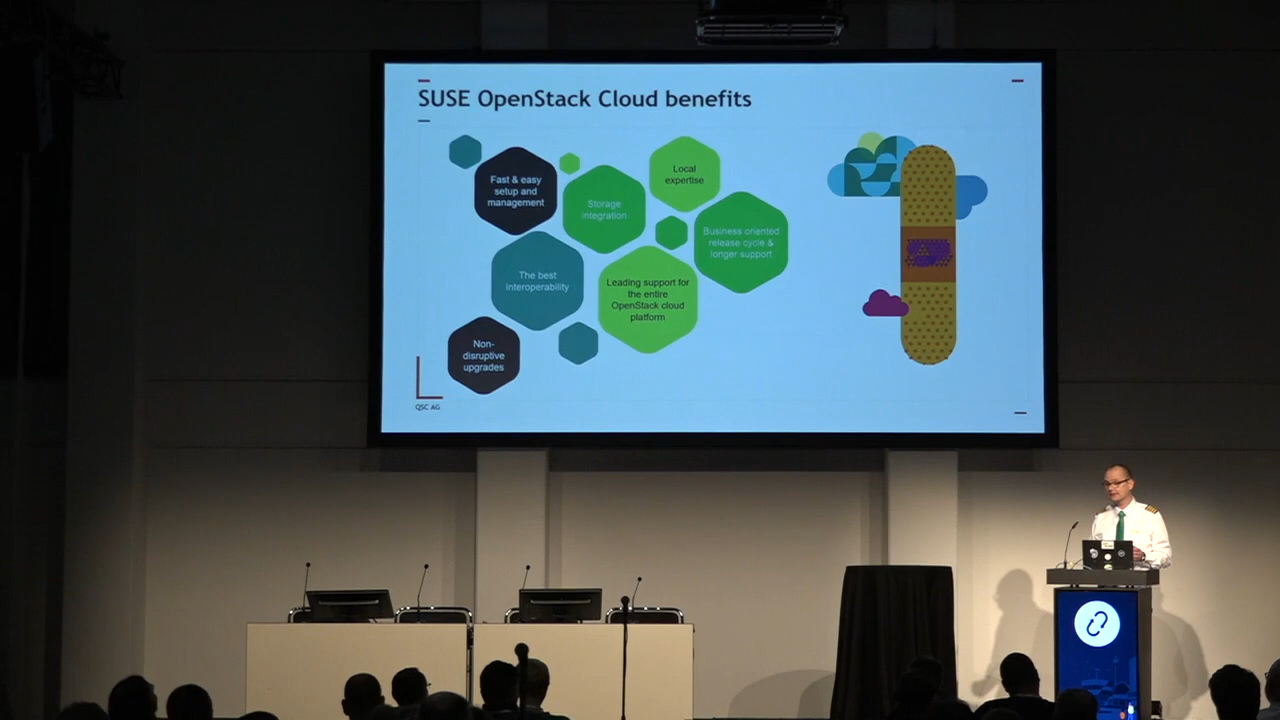 SUSE OpenStack Cloud benefits
Fast & easy
setup and
management
Storage
integration
Local
expertise
Business oriented
release cycle &
longer support
The best
interoperability
Leading support for
the entire
OpenStack cloud
platform
Non-
disruptive
upgrades
QSC AG